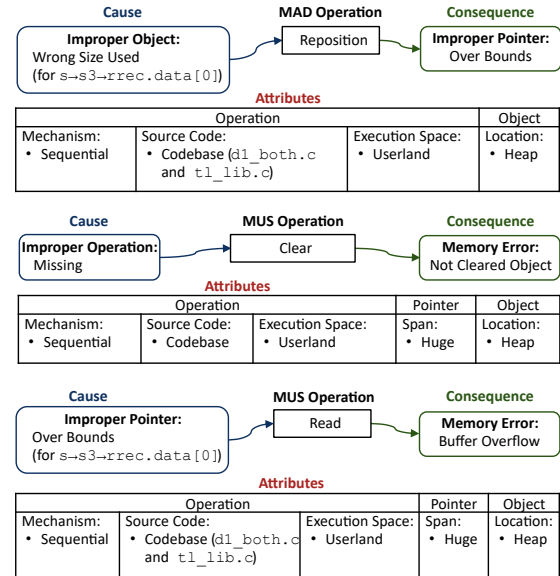 Cause MAD Operation Consequence
Improper Object:
Wrong Size Used
(for s→s3→rrec.data[0])
Reposition
Improper Pointer:
Over Bounds
Attributes
Operation Object
Mechanism: Source Code: Execution Space: Location:
• Sequential • Codebase (d1_both.c • Userland • Heap
and tl_lib.c)
Cause MUS Operation Consequence
Improper Operation:
Missing
Clear
Memory Error:
Not Cleared Object
Attributes
Operation Pointer Object
Mechanism: Source Code: Execution Space: Span: Location:
• Sequential • Codebase • Userland • Huge • Heap
Cause MUS Operation Consequence
Improper Pointer:
Over Bounds
(for s→s3→rrec.data[0])
Read
Memory Error:
Buffer Overflow
Attributes
Operation Pointer Object
Mechanism: Source Code: Execution Space: Span: Location:
• Sequential • Codebase (d1_both.c • Userland • Huge • Heap
and tl_lib.c)